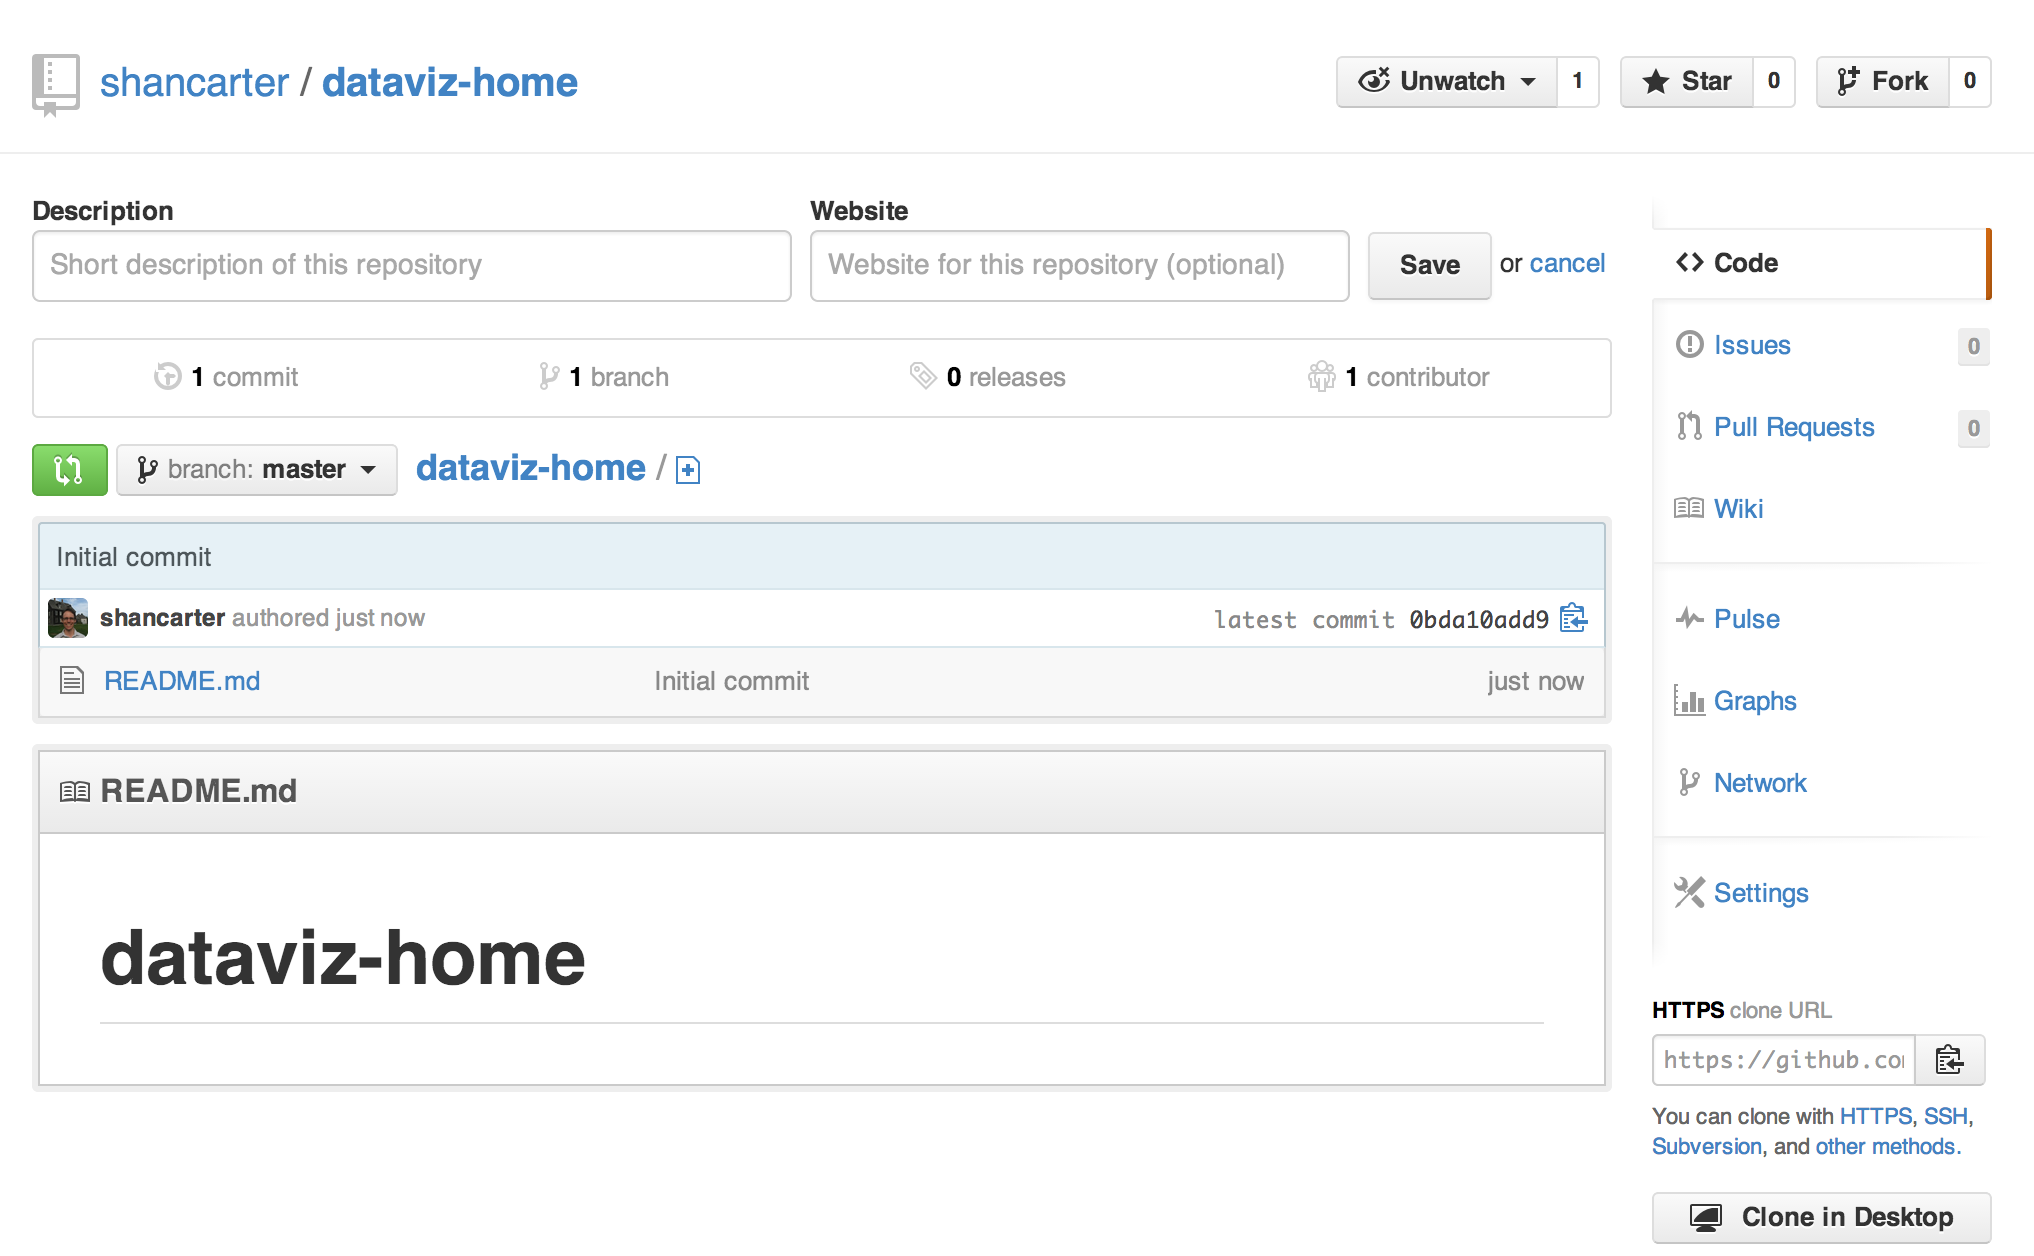 shancarter / dataviz-home
Unwatch 1
Star 0
Fork 0
Description
Short description of this repository
Website
Website for this repository (optional)
Save or cancel
1 commit
1 branch
0 releases
1 contributor
branch: master
dataviz-home /
Initial commit
shancarter authored just now
latest commit 0bda10add9
README.md Initial commit just now
README.md
dataviz-home
Code
Issues 0
Pull Requests 0
Wiki
Pulse
Graphs
Network
Settings
HTTPS clone URL
https://github.co
You can clone with HTTPS, SSH,
Subversion, and other methods.
Clone in Desktop